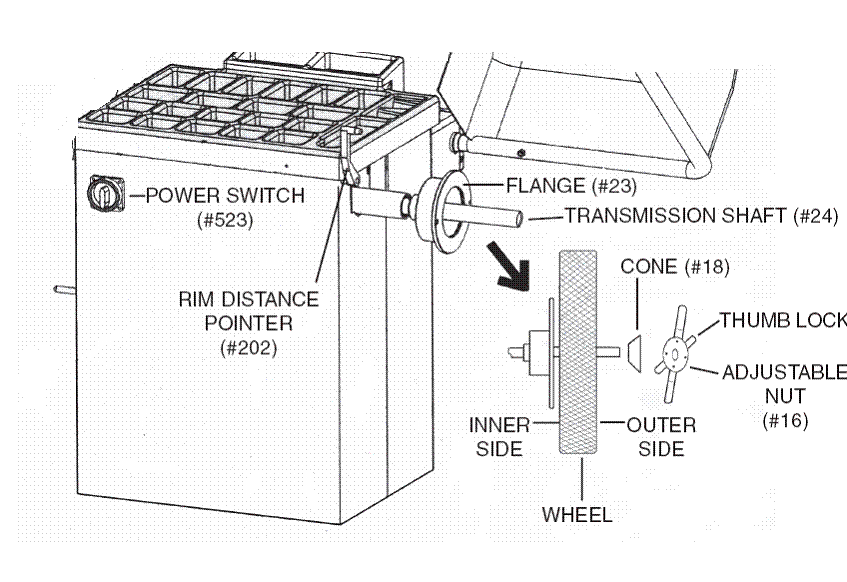 POWER SWITCH
(#523)
FLANGE (#23)
TRANSMISSION SHAFT (#24)
RIM DISTANCE
POINTER
(#202)
CONE (#18)
THUMB LOCK
ADJUSTABLE
NUT
(#16)
INNER
SIDE
OUTER
SIDE
WHEEL